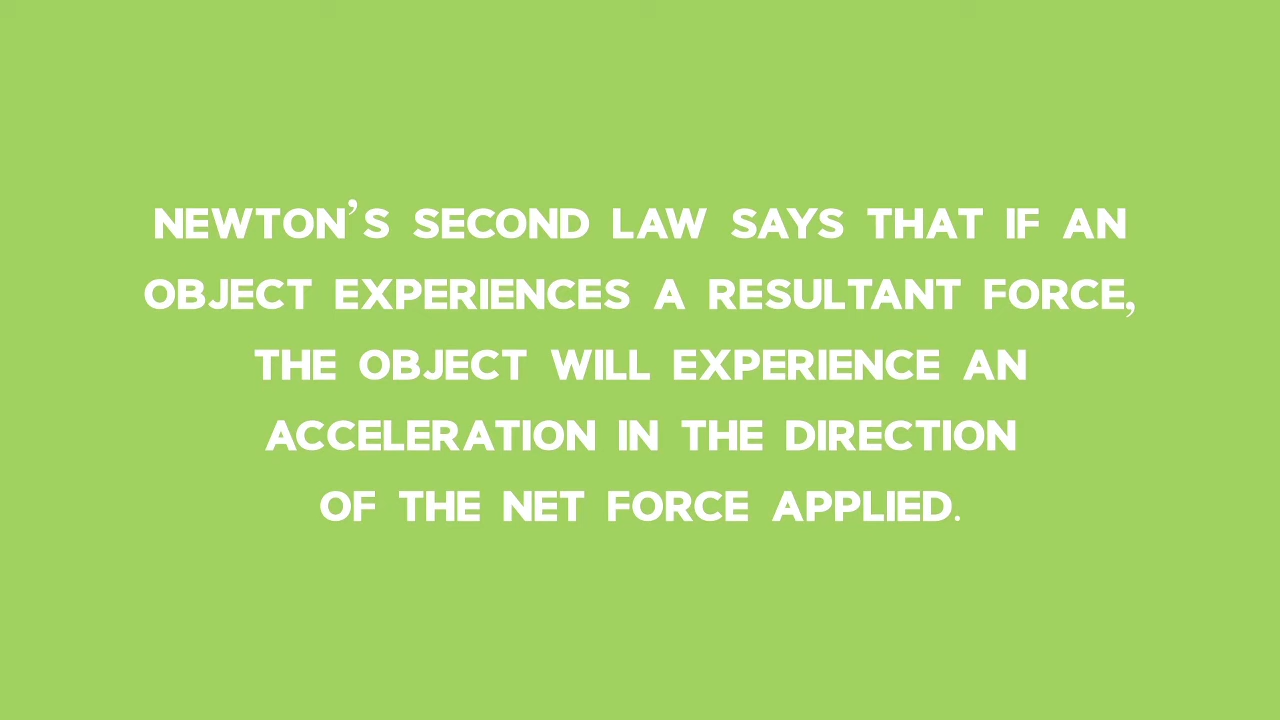 NEWTON’S SECOND LAW SAYS THAT IF AN
OBJECT EXPERIENCES A RESULTANT FORCE,
THE OBJECT WILL EXPERIENCE AN
ACCELERATION IN THE DIRECTION
OF THE NET FORCE APPLIED.